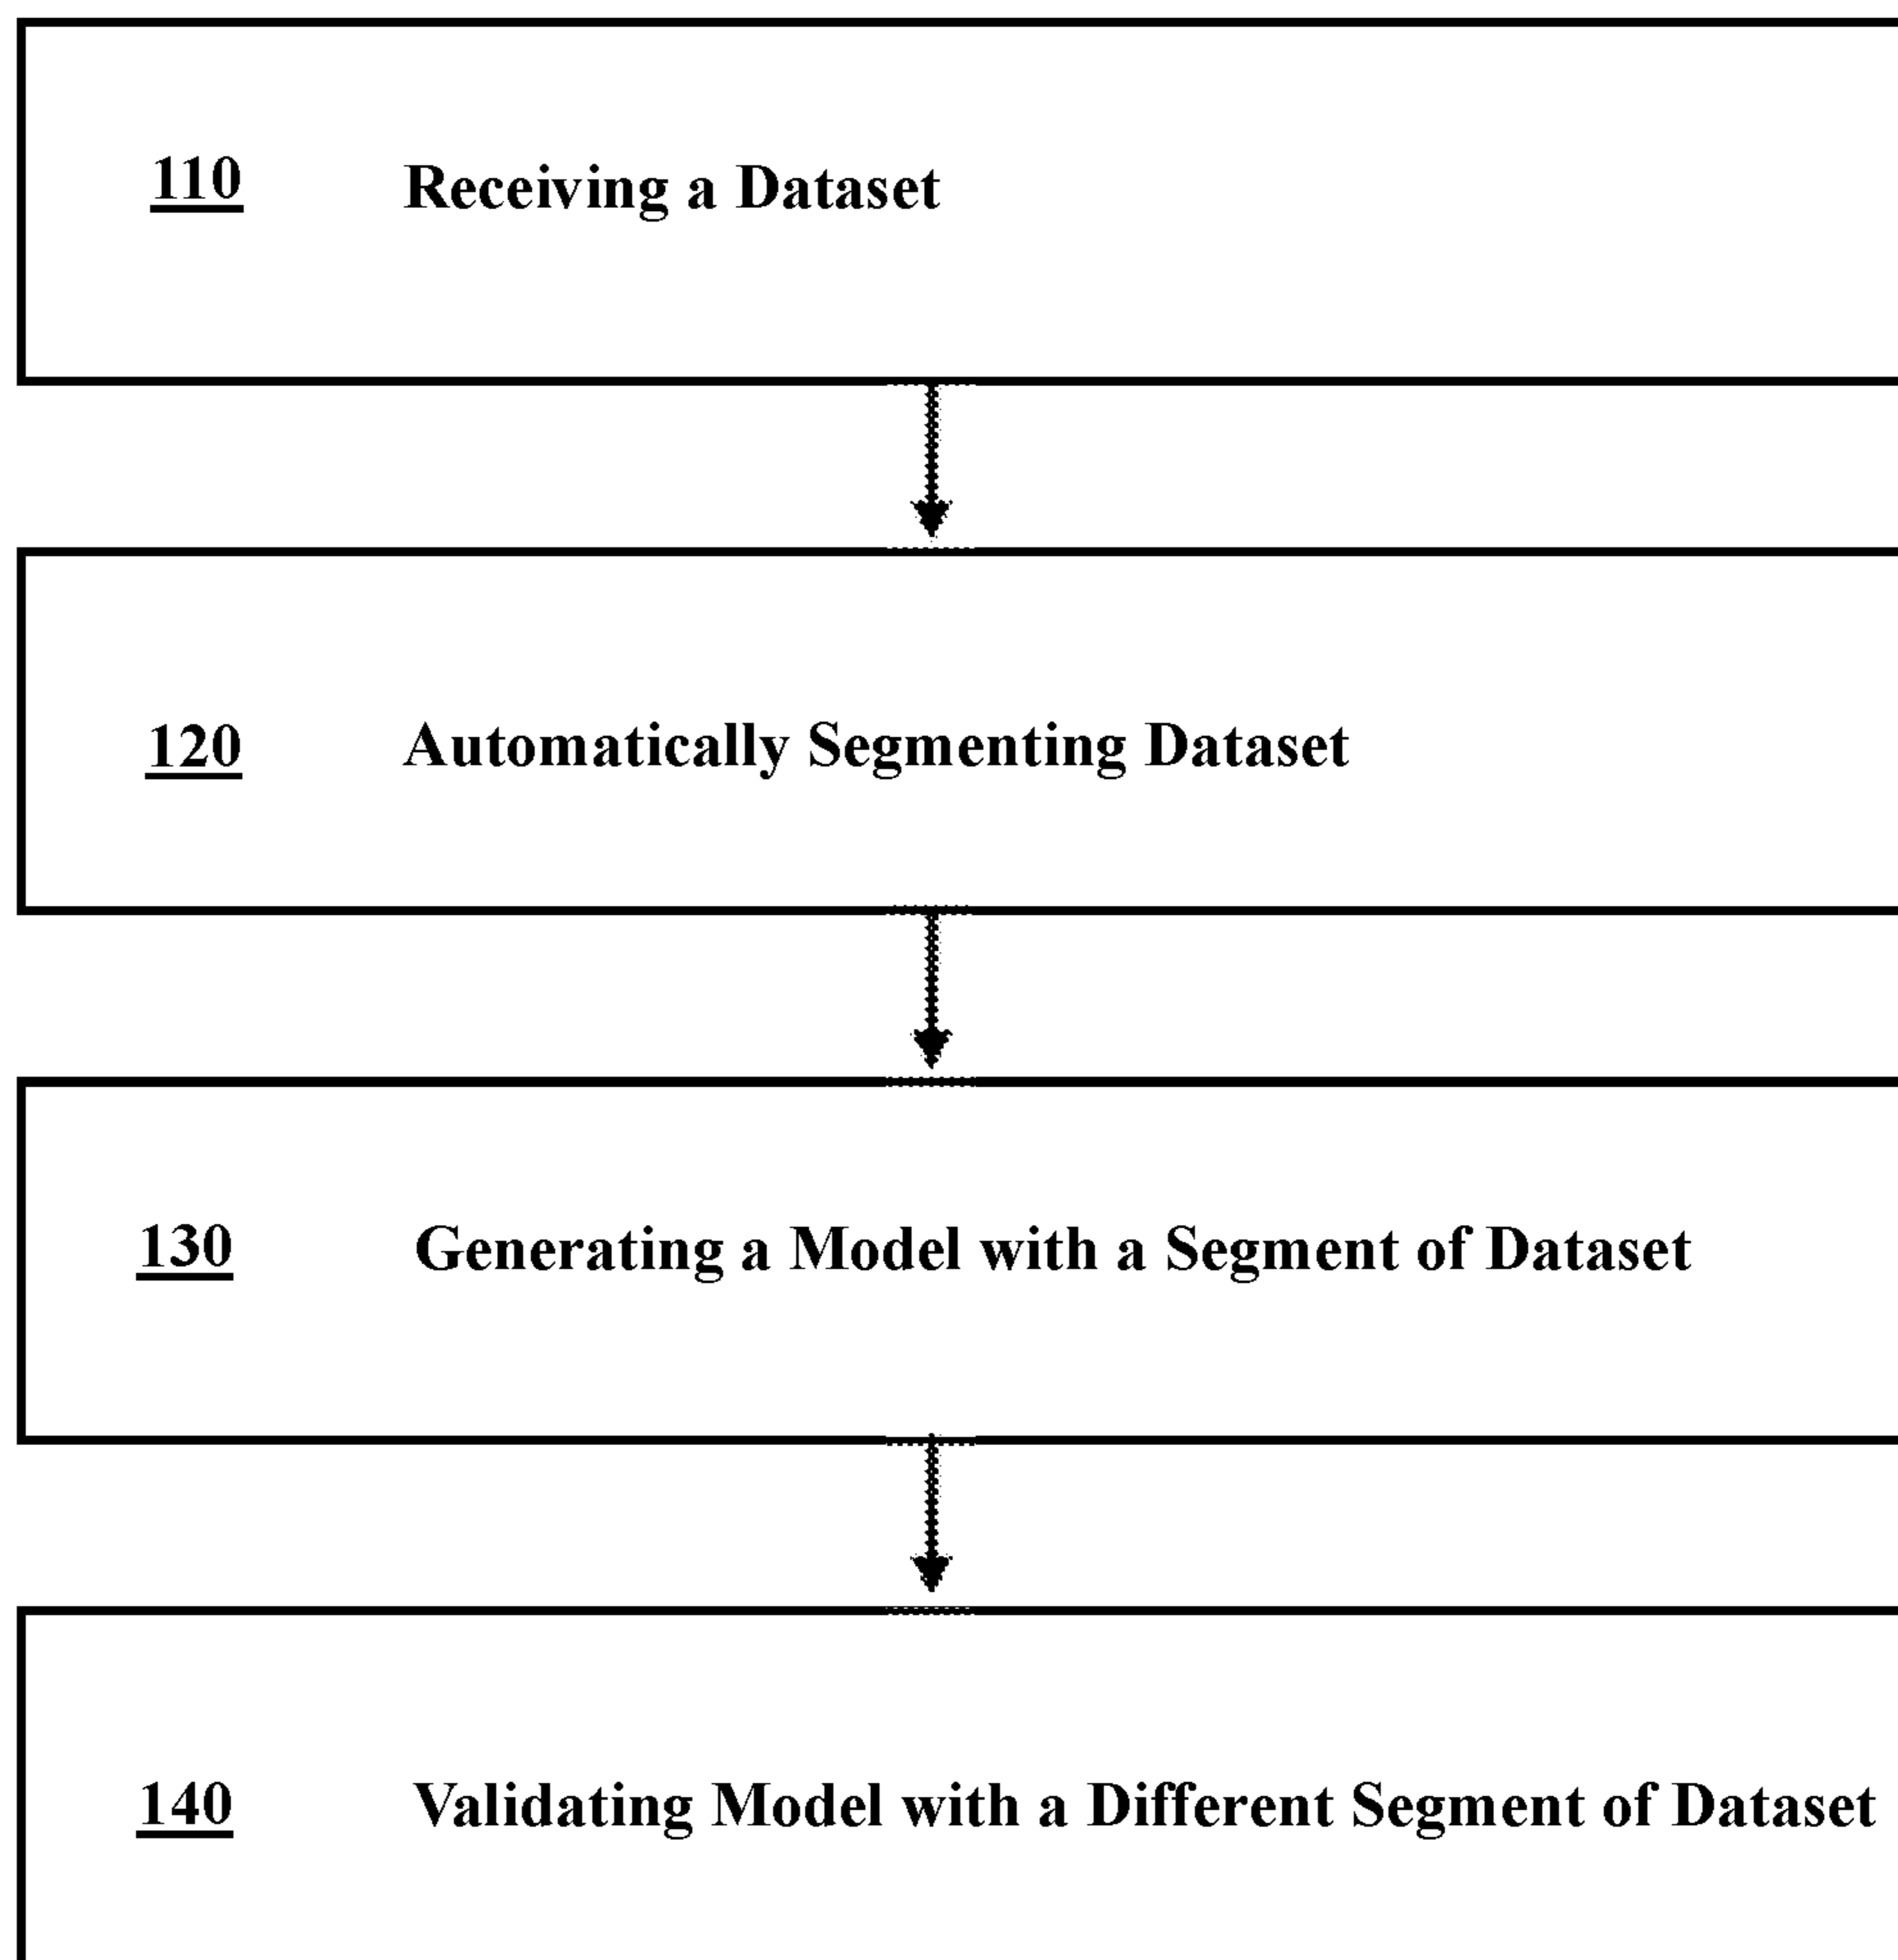 110 Receiving a Dataset
120 Automatically Segmenting Dataset
130 Generating a Model with a Segment of Dataset
140 Validating Model with a Different Segment of Dataset